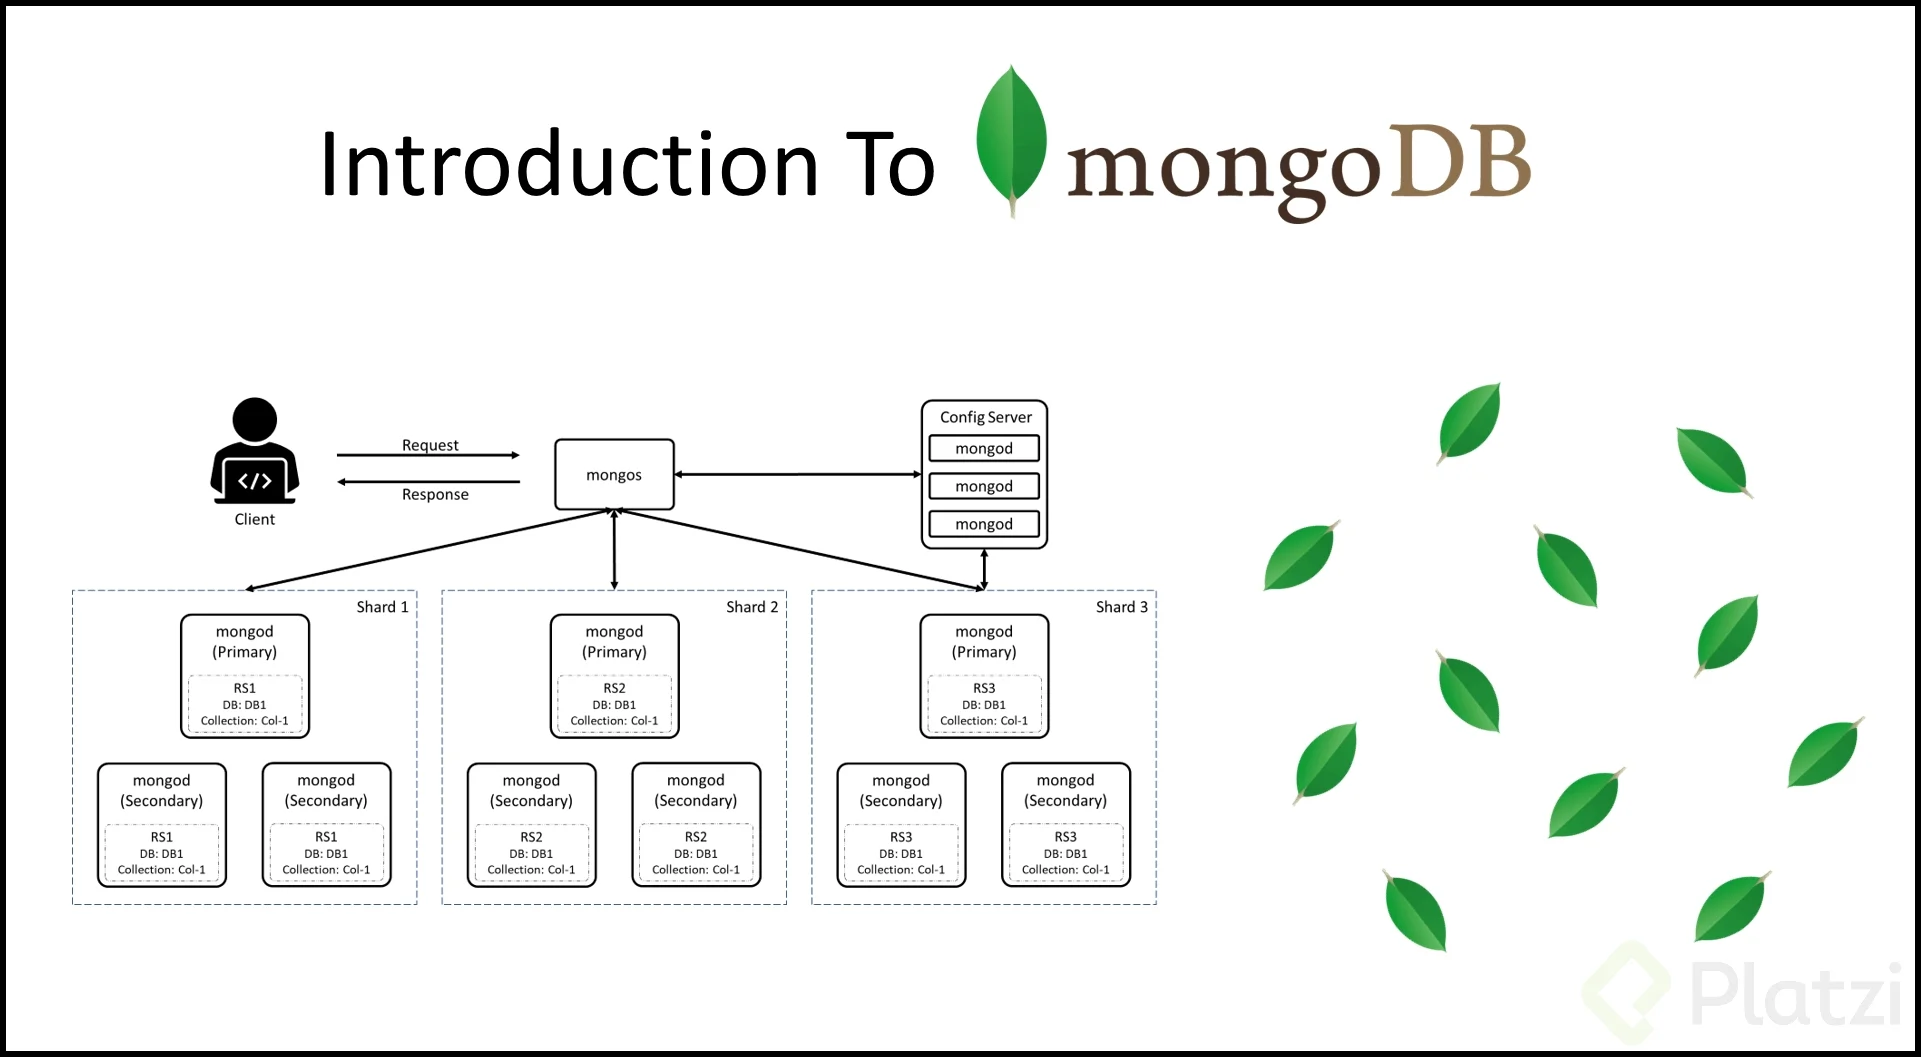 Introduction To mongoDB
Request
Response
</>
Client
mongos
Config Server
mongod
mongod
mongod
Shard 1
mongod
(Primary)
RS1
DB: DB1
Collection: Col-1
mongod
(Secondary)
RS1
DB: DB1
Collection: Col-1
mongod
(Secondary)
RS1
DB: DB1
Collection: Col-1
Shard 2
mongod
(Primary)
RS2
DB: DB1
Collection: Col-1
mongod
(Secondary)
RS2
DB: DB1
Collection: Col-1
mongod
(Secondary)
RS2
DB: DB1
Collection: Col-1
Shard 3
mongod
(Primary)
RS3
DB: DB1
Collection: Col-1
mongod
(Secondary)
RS3
DB: DB1
Collection: Col-1
mongod
(Secondary)
RS3
DB: DB1
Collection: Col-1
Platzi